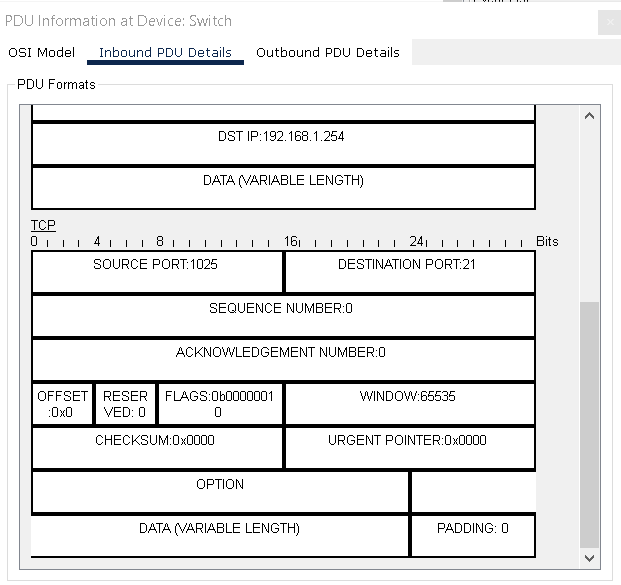 PDU Information at Device: Switch
OSI Model Inbound PDU Details Outbound PDU Details
PDU Formats
DST IP:192.168.1.254
DATA (VARIABLE LENGTH)
TCP
0 4 8 16 24 Bits
SOURCE PORT:1025 DESTINATION PORT:21
SEQUENCE NUMBER:0
ACKNOWLEDGEMENT NUMBER:0
OFFSET RESER FLAGS:0b0000001 WINDOW:65535
:0x0 VED: 0 0
CHECKSUM:0x0000 URGENT POINTER:0x0000
OPTION
DATA (VARIABLE LENGTH) PADDING: 0